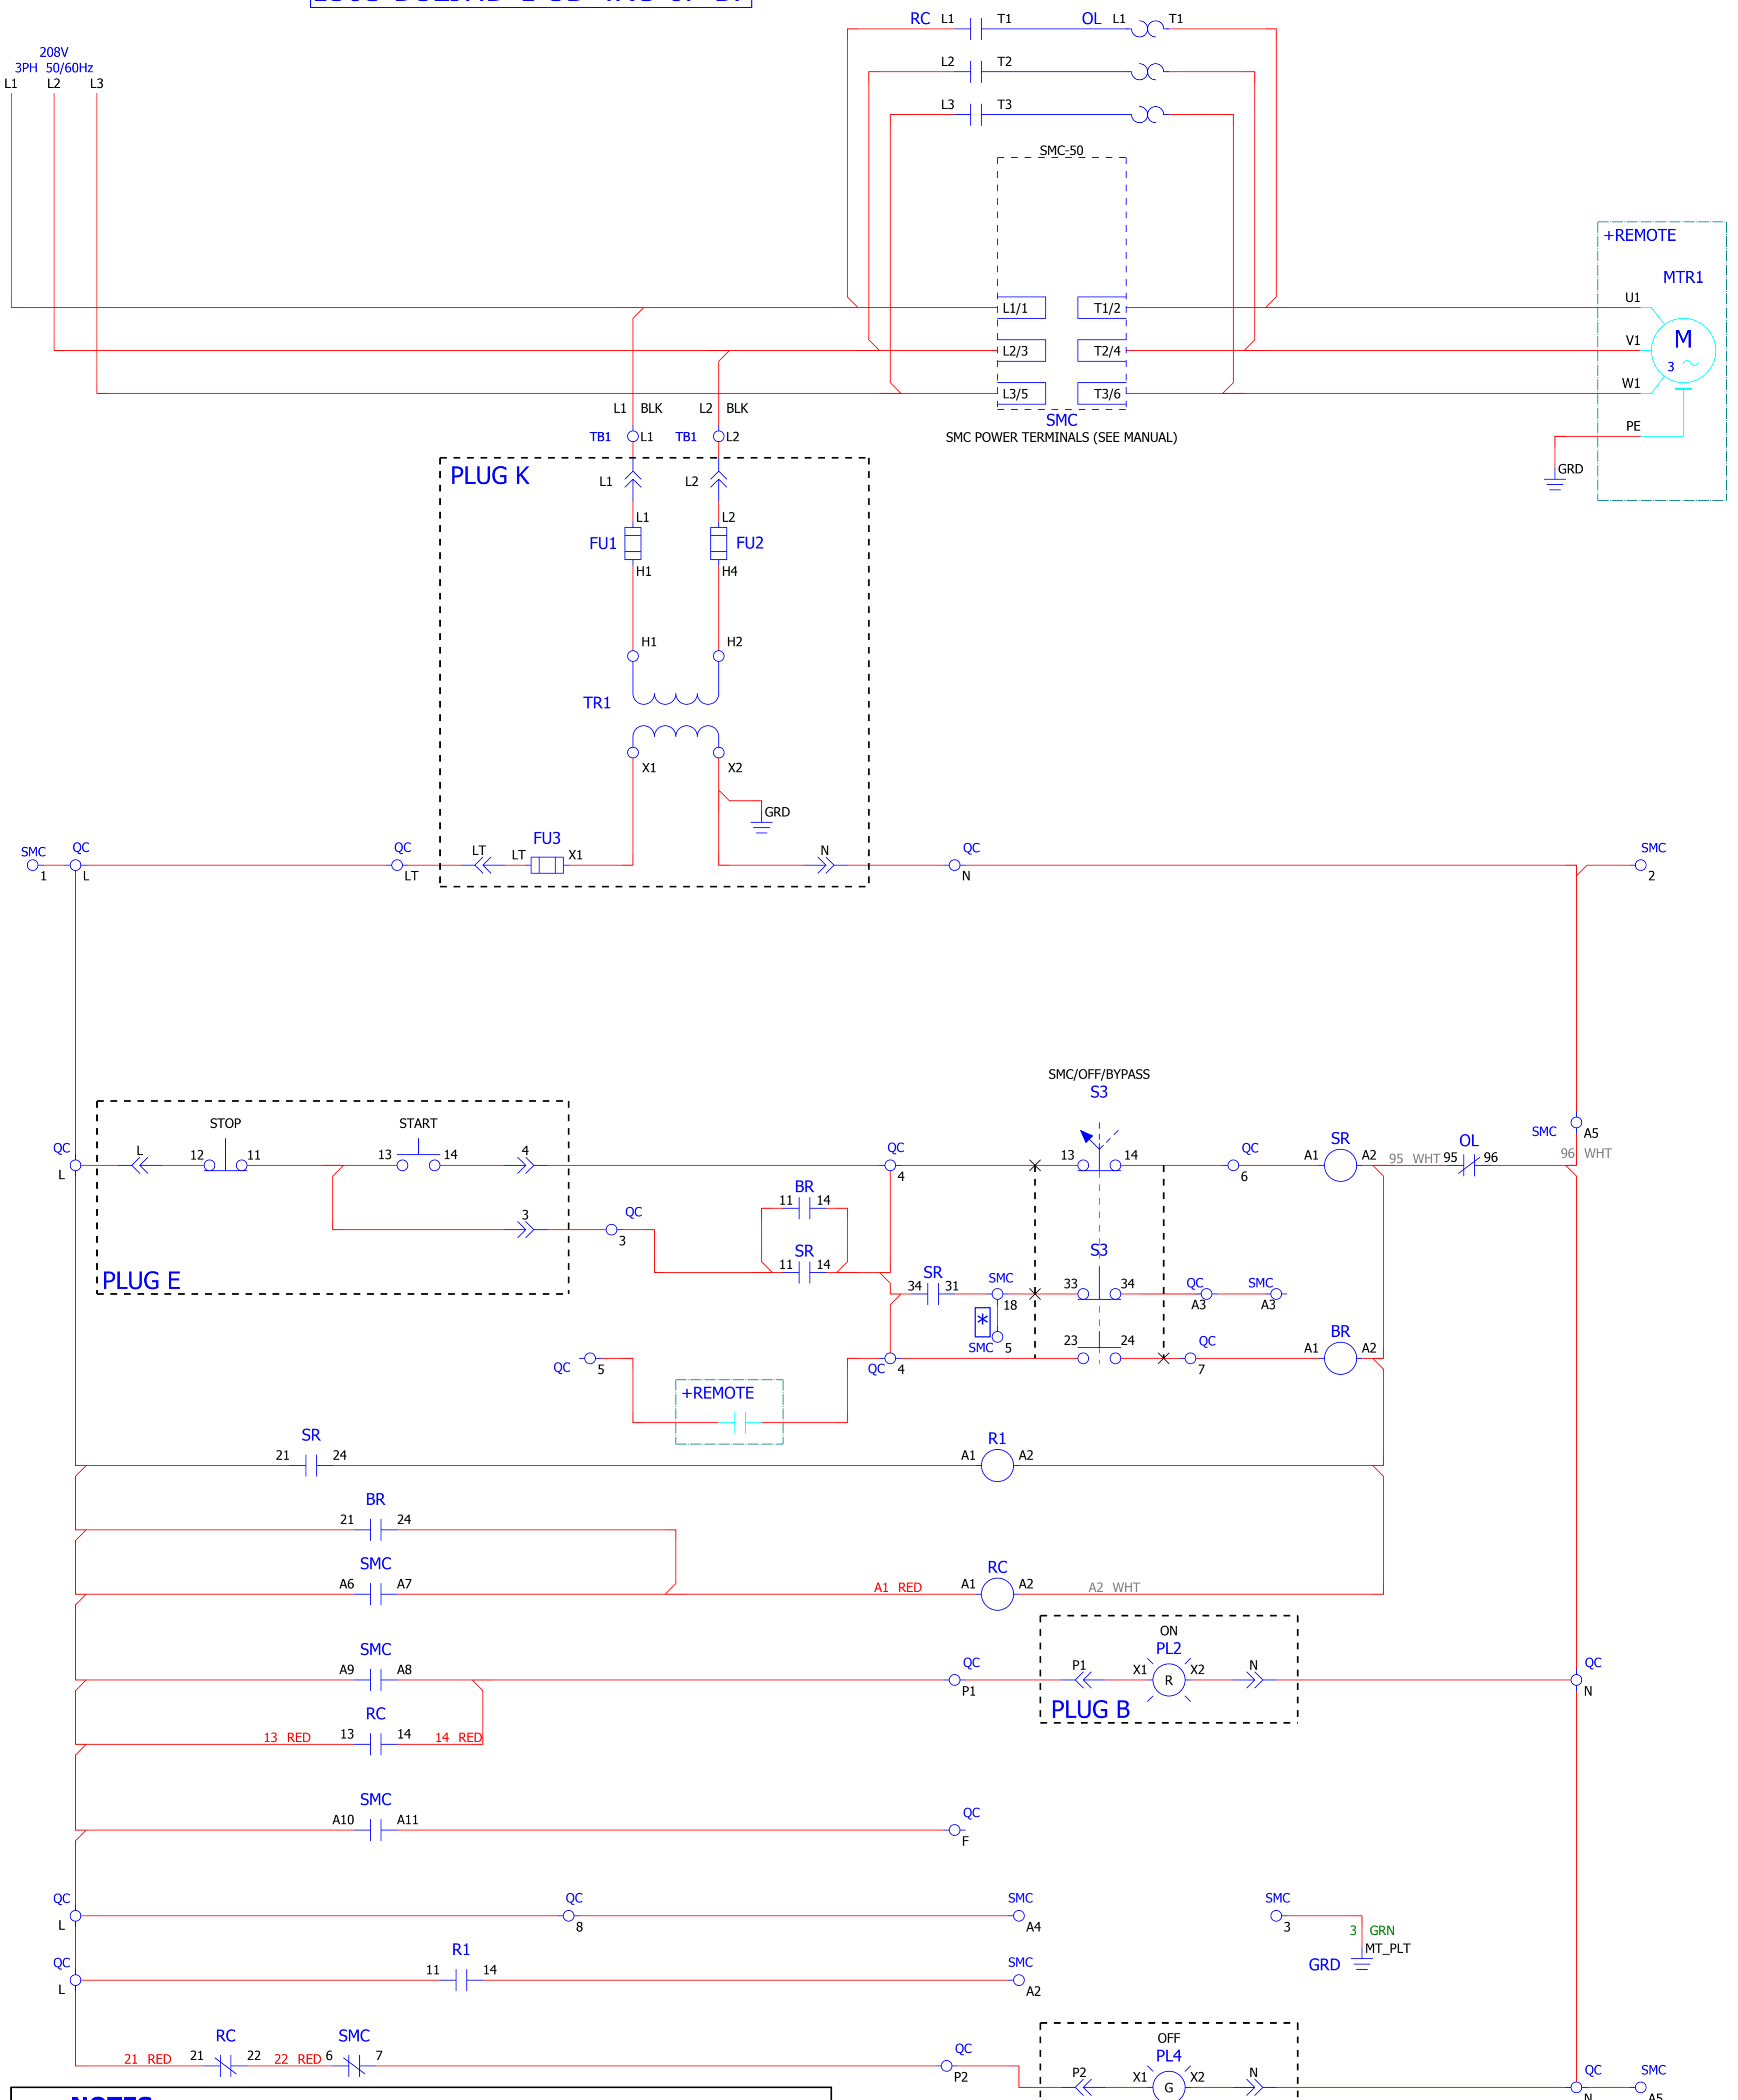 RC L1 T1 OL L1 T1
208V
3PH 50/60Hz
L1 L2 L3
L2 T2
L3 T3
SMC-50
+REMOTE
MTR1
L1/1 T1/2 U1
L2/3 T2/4 V1 M
3
L3/5 T3/6 W1
L1 BLK L2 BLK
SMC
PE
TB1 L1 TB1 L2
SMC POWER TERMINALS (SEE MANUAL)
GRD
PLUG K
L1 L2
L1 L2
FU1 FU2
H1 H4
H1 H2
TR1
X1 X2
GRD
FU3
SMC QC QC LT LT X1 N QC SMC
1 L LT N 2
SMC/OFF/BYPASS
S3
STOP START
SMC A5
QC L 12 11 13 14 4 QC 13 14 QC SR OL
L 4 6 A1 A2 95 WHT 95 96 96 WHT
BR
11 14
3 QC
3
SR
11 14
S3
PLUG E
SR
34 31 SMC 33 34 QC SMC
18 A3 A3
*
SMC 5 23 24 QC BR
QC 5 QC 4 7 A1 A2
+REMOTE
SR R1
21 24 A1 A2
BR
21 24
SMC RC
A6 A7 A1 RED A1 A2 A2 WHT
ON
SMC QC PL2 QC
A9 A8 P1 P1 X1 R X2 N N
PLUG B
RC
13 RED 13 14 14 RED
SMC QC
A10 A11 F
QC QC SMC SMC
L 8 A4 3
3 GRN
MT_PLT
GRD
QC R1 SMC
L 11 14 A2
OFF
RC SMC QC PL4 QC SMC
21 RED 21 22 22 RED 6 7 P2 P2 X1 G X2 N N A5